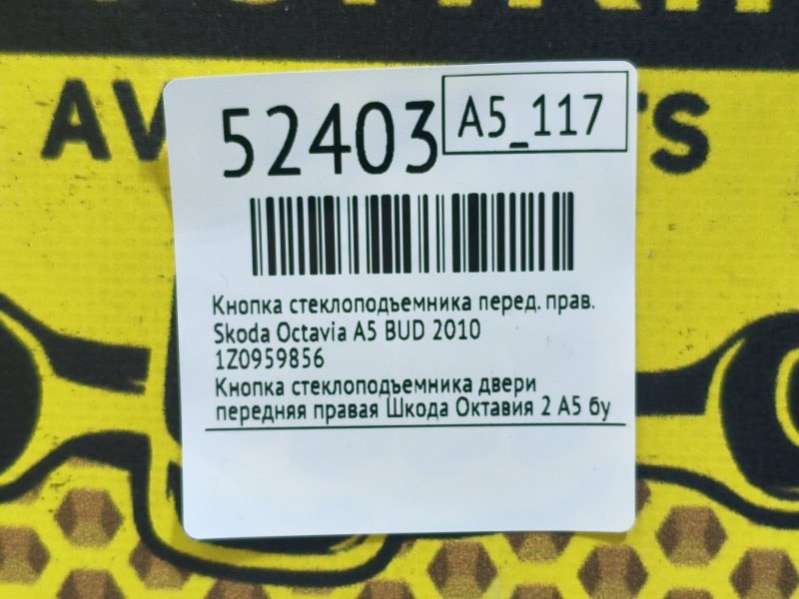 52403
A5_117
Кнопка стеклоподъемника перед. прав.
Skoda Octavia A5 BUD 2010
1Z0959856
Кнопка стеклоподъемника двери
передняя правая Шкода Октавия 2 А5 бу